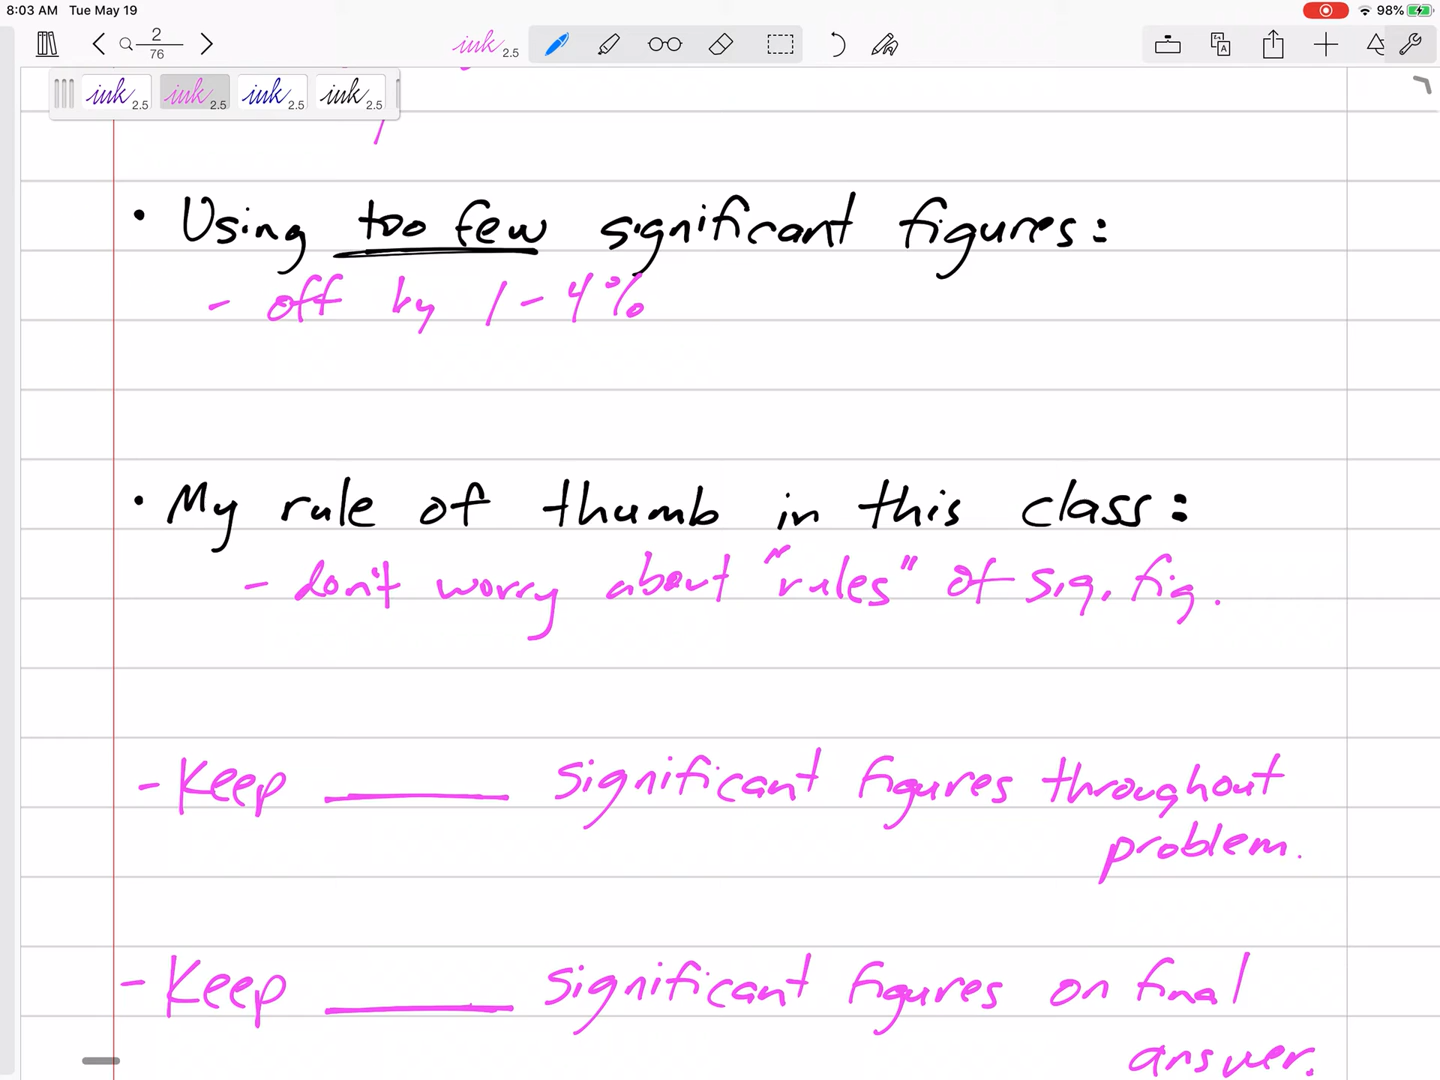 8:03 AM Tue May 19
98%
2
76
ink 2.5
ink 2.5 ink 2.5 ink 2.5 ink 2.5
• Using too few significant figures:
- off by 1-4%
• My rule of thumb in this class:
- don't worry about "rules" of sig. fig.
- Keep ____ significant figures throughout
problem.
- Keep ____ significant figures on final
answer.